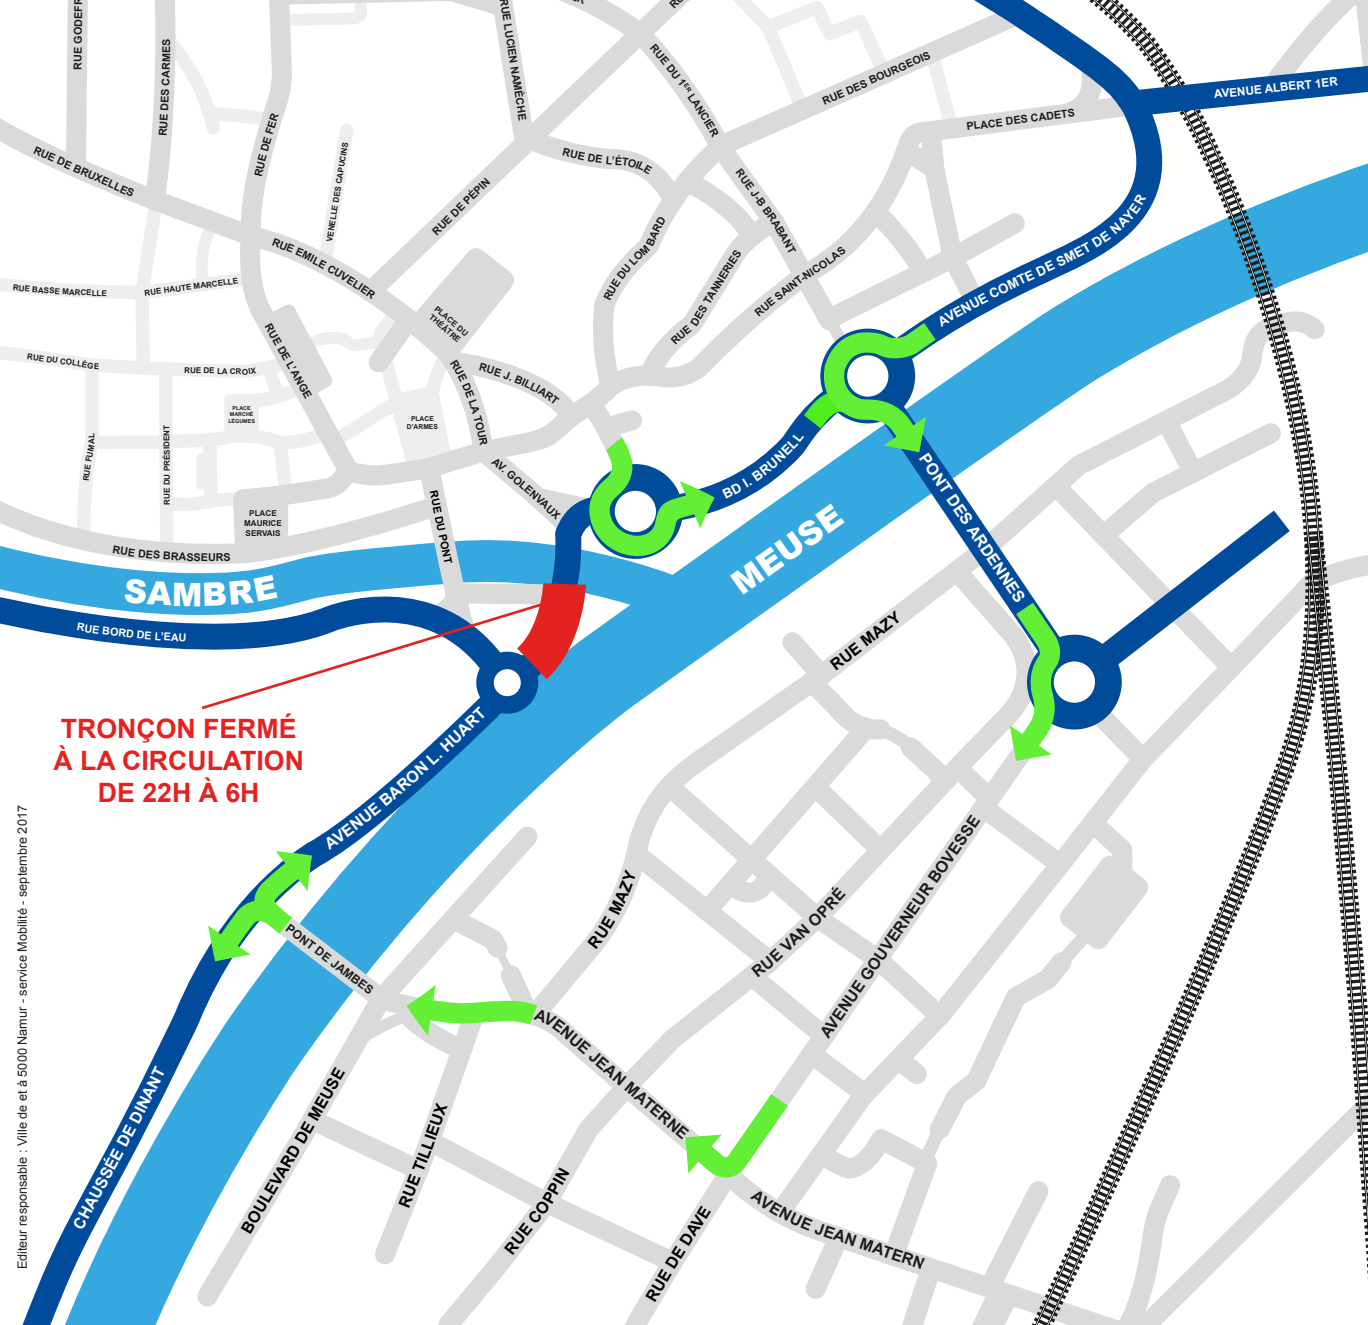 RUE GODEFR
RUE DES CARMES
RUE DE FER
VENELLE DES CAPUCINS
RUE LUCIEN NAMÈCHE
RUE DU 1ER LANCIER
RUE DES BOURGEOIS
AVENUE ALBERT 1ER
PLACE DES CADETS
RUE DE BRUXELLES
RUE DE L'ÉTOILE
RUE J-B BRABANT
RUE DE PÉPIN
RUE EMILE CUVELIER
RUE DU LOMBARD
RUE DES TANNERIES
RUE SAINT-NICOLAS
AVENUE COMTE DE SMET DE NAYER
RUE BASSE MARCELLE
RUE HAUTE MARCELLE
PLACE DU
THÉATRE
RUE DE L'ANGE
RUE DU COLLÈGE
RUE DE LA CROIX
RUE J. BILLIART
RUE DE LA TOUR
PLACE
MARCHÉ
LÉGUMES
PLACE
D'ARMES
RUE FUMAL
RUE DU PRÉSIDENT
AV. GOLENVAUX
BD I. BRUNELL
PONT DES ARDENNES
PLACE
MAURICE
SERVAIS
RUE DU PONT
RUE DES BRASSEURS
SAMBRE
MEUSE
RUE BORD DE L'EAU
RUE MAZY
TRONÇON FERMÉ
À LA CIRCULATION
DE 22H À 6H
AVENUE BARON L. HUART
Editeur responsable : Ville de et à 5000 Namur - service Mobilité - septembre 2017
RUE MAZY
RUE VAN OPRÉ
AVENUE GOUVERNEUR BOVESSE
PONT DE JAMBES
AVENUE JEAN MATERNE
CHAUSSÉE DE DINANT
BOULEVARD DE MEUSE
RUE TILLIEUX
RUE COPPIN
RUE DE DAVE
AVENUE JEAN MATERN